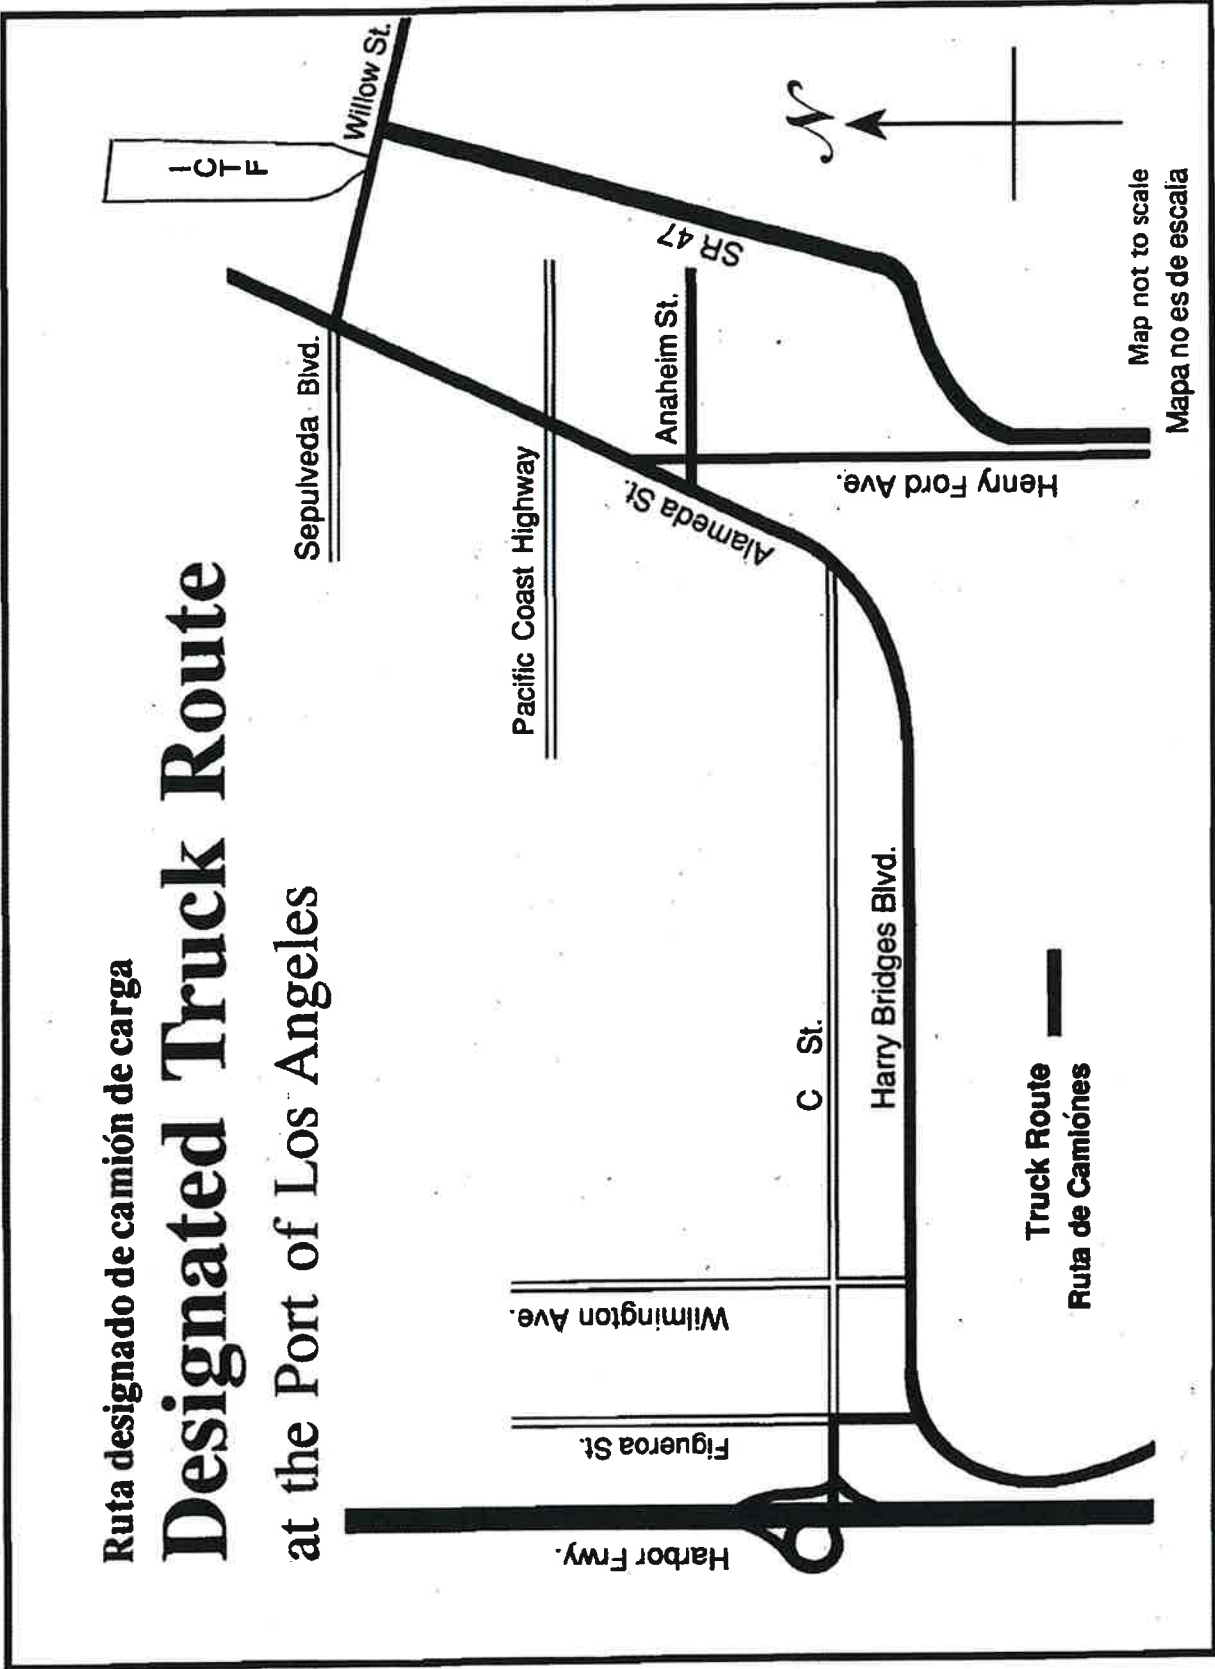 Ruta designado de camión de carga
Designated Truck Route
at the Port of Los Angeles
I
C
T
F
Willow St.
Sepulveda Blvd.
Pacific Coast Highway
SR 47
Anaheim St.
Alameda St.
Henry Ford Ave.
Wilmington Ave.
Figueroa St.
Harbor Frwy.
C St.
Harry Bridges Blvd.
N
Truck Route
Ruta de Camiónes
Map not to scale
Mapa no es de escala